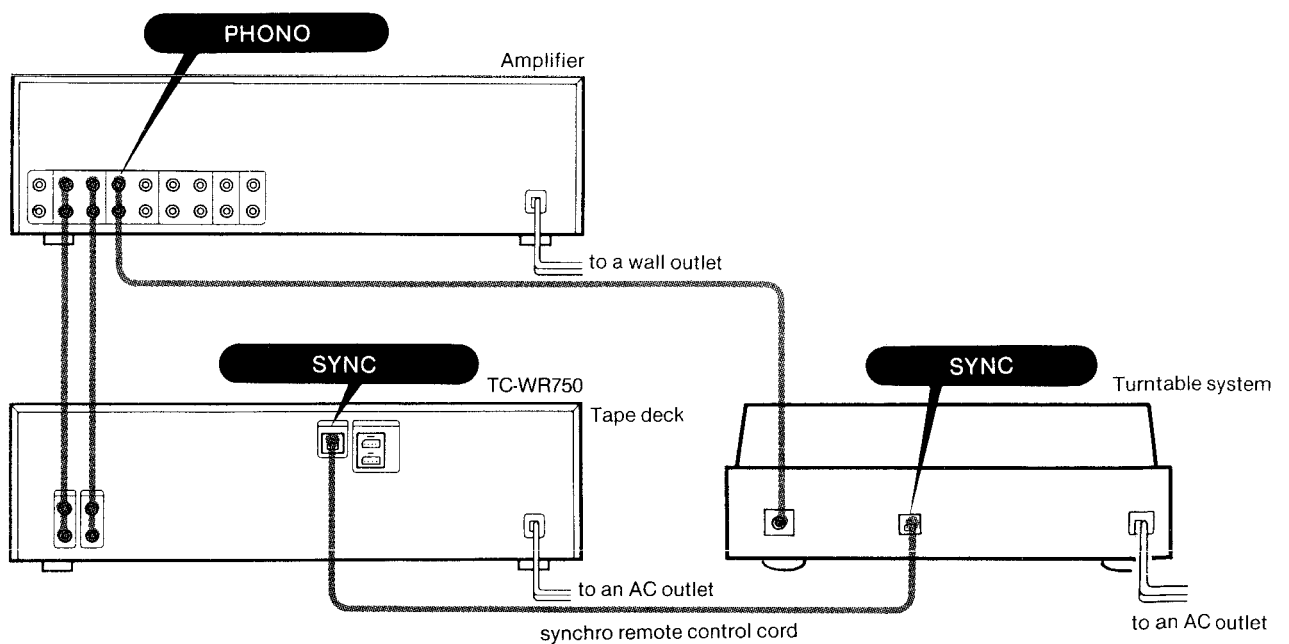 PHONO
Amplifier
to a wall outlet
SYNC
TC-WR750
Tape deck
SYNC
Turntable system
to an AC outlet
synchro remote control cord
to an AC outlet